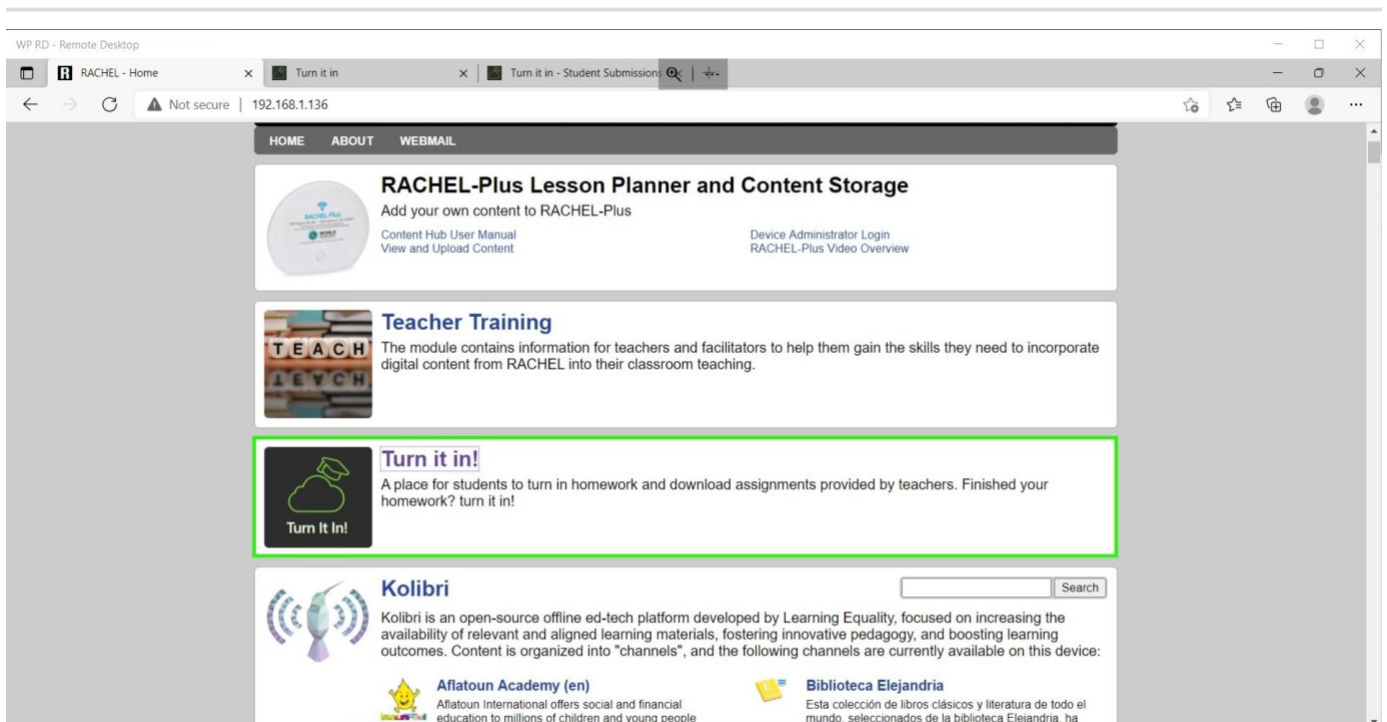 WP RD - Remote Desktop
RACHEL - Home
Turn it in
Turn it in - Student Submissions
Not secure | 192.168.1.136
HOME ABOUT WEBMAIL
RACHEL-Plus Lesson Planner and Content Storage
Add your own content to RACHEL-Plus
Content Hub User Manual
View and Upload Content
Device Administrator Login
RACHEL-Plus Video Overview
RACHEL-Plus
WORLD
TEACH
Teacher Training
The module contains information for teachers and facilitators to help them gain the skills they need to incorporate
digital content from RACHEL into their classroom teaching.
Turn It In!
Turn it in!
A place for students to turn in homework and download assignments provided by teachers. Finished your
homework? turn it in!
Kolibri
Search
Kolibri is an open-source offline ed-tech platform developed by Learning Equality, focused on increasing the
availability of relevant and aligned learning materials, fostering innovative pedagogy, and boosting learning
outcomes. Content is organized into "channels", and the following channels are currently available on this device:
Aflatoun Academy (en)
Aflatoun International offers social and financial
education to millions of children and young people
Biblioteca Elejandria
Esta colección de libros clásicos y literatura de todo el
mundo, seleccionados de la biblioteca Elejandria, ha